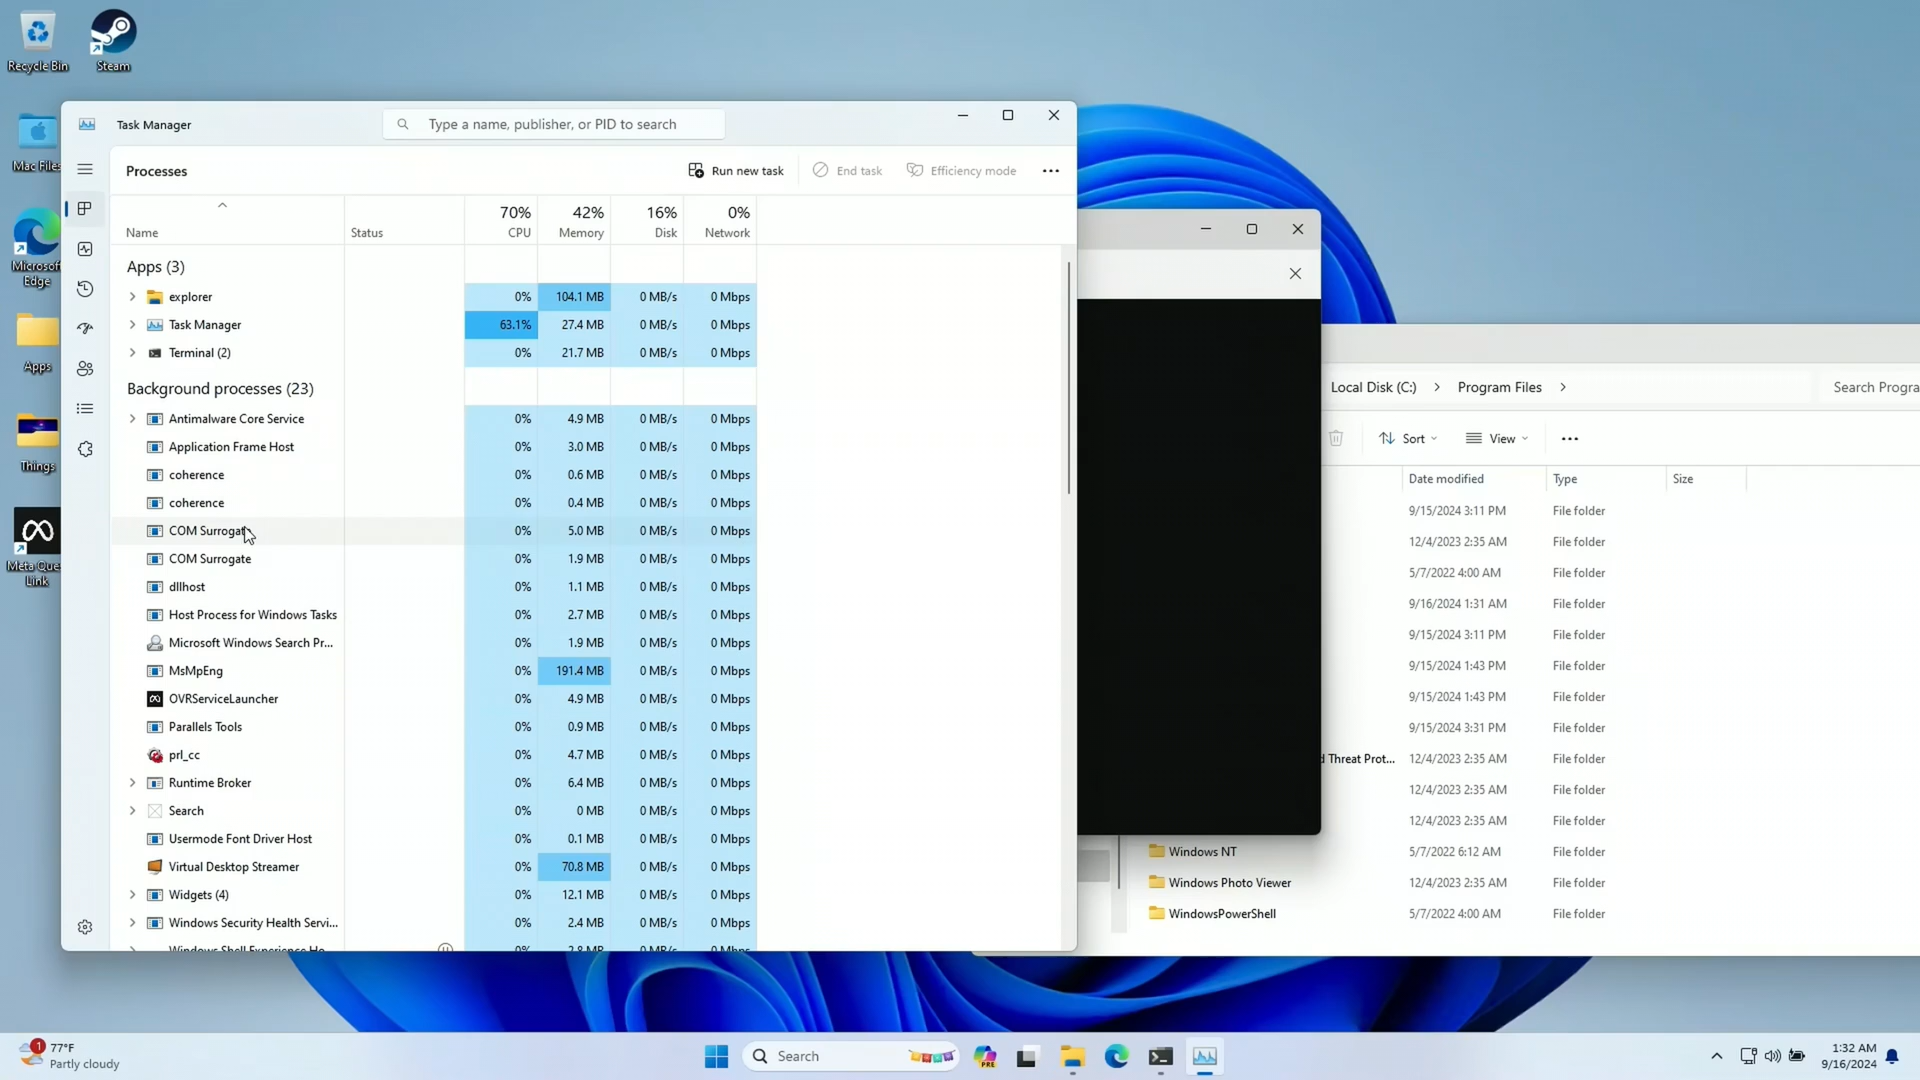 Recycle Bin
Steam
Mac Files
Microsoft Edge
Apps
Things
Link
Task Manager
Type a name, publisher, or PID to search
Processes
Run new task
End task
Efficiency mode
Name
Status
70% CPU
42% Memory
16% Disk
0% Network
Apps (3)
explorer 0% 104.1 MB 0 MB/s 0 Mbps
Task Manager 63.1% 27.4 MB 0 MB/s 0 Mbps
Terminal (2) 0% 21.7 MB 0 MB/s 0 Mbps
Background processes (23)
Antimalware Core Service 0% 4.9 MB 0 MB/s 0 Mbps
Application Frame Host 0% 3.0 MB 0 MB/s 0 Mbps
coherence 0% 0.6 MB 0 MB/s 0 Mbps
coherence 0% 0.4 MB 0 MB/s 0 Mbps
COM Surrogate 0% 5.0 MB 0 MB/s 0 Mbps
COM Surrogate 0% 1.9 MB 0 MB/s 0 Mbps
dllhost 0% 1.1 MB 0 MB/s 0 Mbps
Host Process for Windows Tasks 0% 2.7 MB 0 MB/s 0 Mbps
Microsoft Windows Search Pr... 0% 1.9 MB 0 MB/s 0 Mbps
MsMpEng 0% 191.4 MB 0 MB/s 0 Mbps
OVRServiceLauncher 0% 4.9 MB 0 MB/s 0 Mbps
Parallels Tools 0% 0.9 MB 0 MB/s 0 Mbps
prl_cc 0% 4.7 MB 0 MB/s 0 Mbps
Runtime Broker 0% 6.4 MB 0 MB/s 0 Mbps
Search 0% 0 MB 0 MB/s 0 Mbps
Usermode Font Driver Host 0% 0.1 MB 0 MB/s 0 Mbps
Virtual Desktop Streamer 0% 70.8 MB 0 MB/s 0 Mbps
Widgets (4) 0% 12.1 MB 0 MB/s 0 Mbps
Windows Security Health Servi... 0% 2.4 MB 0 MB/s 0 Mbps
Windows Shell Experience Ho... 0% 2.8 MB 0 MB/s 0 Mbps
Local Disk (C:) > Program Files >
Search Progra
Sort
View
Date modified Type Size
9/15/2024 3:11 PM File folder
12/4/2023 2:35 AM File folder
5/7/2022 4:00 AM File folder
9/16/2024 1:31 AM File folder
9/15/2024 3:11 PM File folder
9/15/2024 1:43 PM File folder
9/15/2024 1:43 PM File folder
9/15/2024 3:31 PM File folder
d Threat Prot... 12/4/2023 2:35 AM File folder
12/4/2023 2:35 AM File folder
12/4/2023 2:35 AM File folder
Windows NT 5/7/2022 6:12 AM File folder
Windows Photo Viewer 12/4/2023 2:35 AM File folder
WindowsPowerShell 5/7/2022 4:00 AM File folder
1
77°F
Partly cloudy
Search
PRE
1:32 AM
9/16/2024